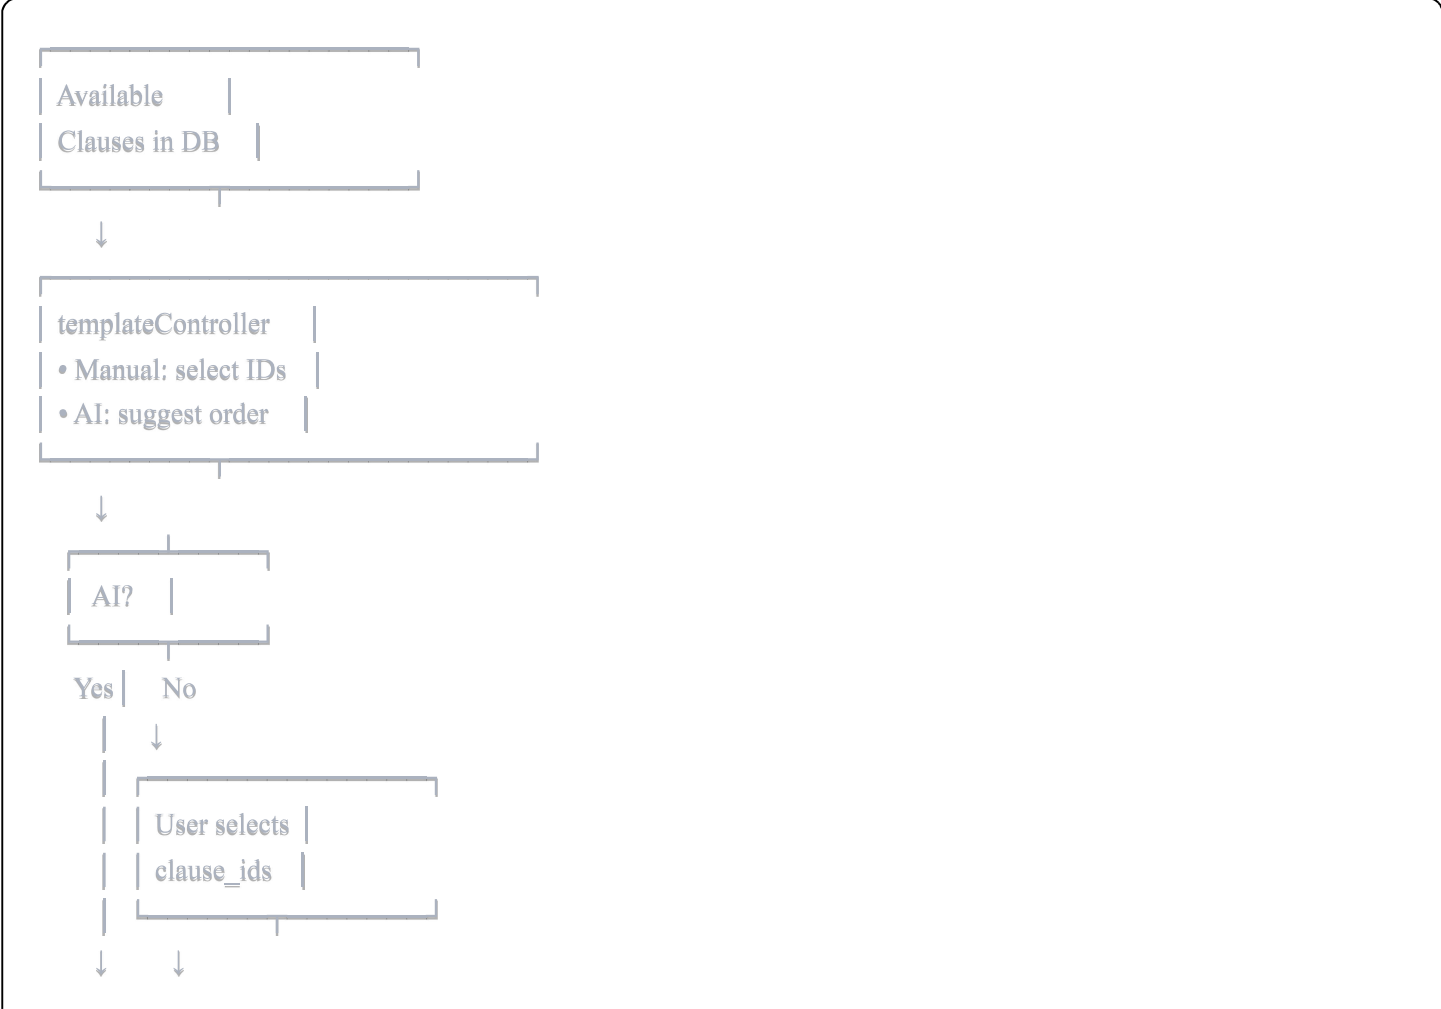 Available
Clauses in DB
↓
templateController
• Manual: select IDs
• AI: suggest order
↓
AI?
Yes No
↓
User selects
clause_ids
↓ ↓